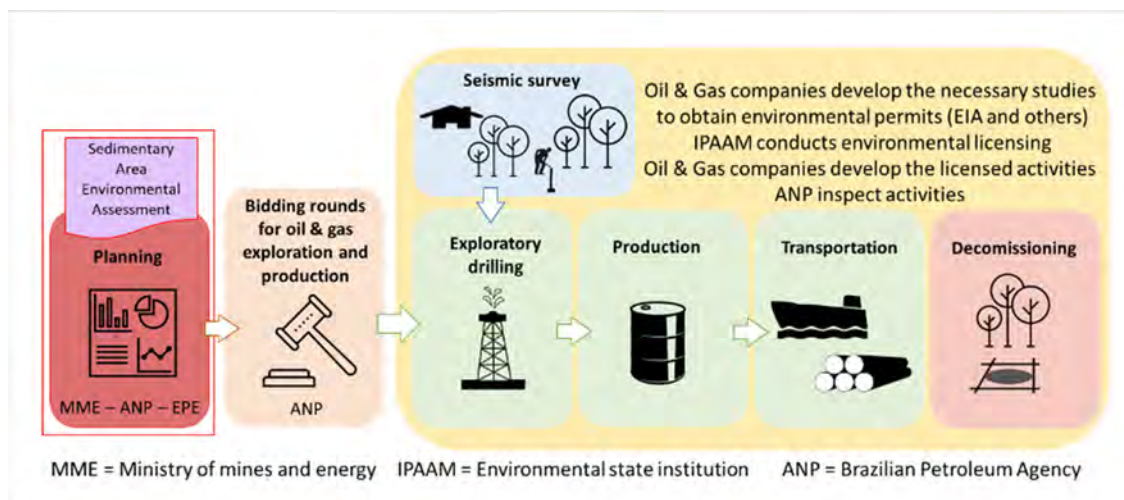 Sedimentary
Area
Environmental
Assessment
Planning
MME – ANP – EPE
Bidding rounds
for oil & gas
exploration and
production
ANP
Seismic survey
Oil & Gas companies develop the necessary studies
to obtain environmental permits (EIA and others)
IPAAM conducts environmental licensing
Oil & Gas companies develop the licensed activities
ANP inspect activities
Exploratory
drilling
Production
Transportation
Decomissioning
MME = Ministry of mines and energy
IPAAM = Environmental state institution
ANP = Brazilian Petroleum Agency